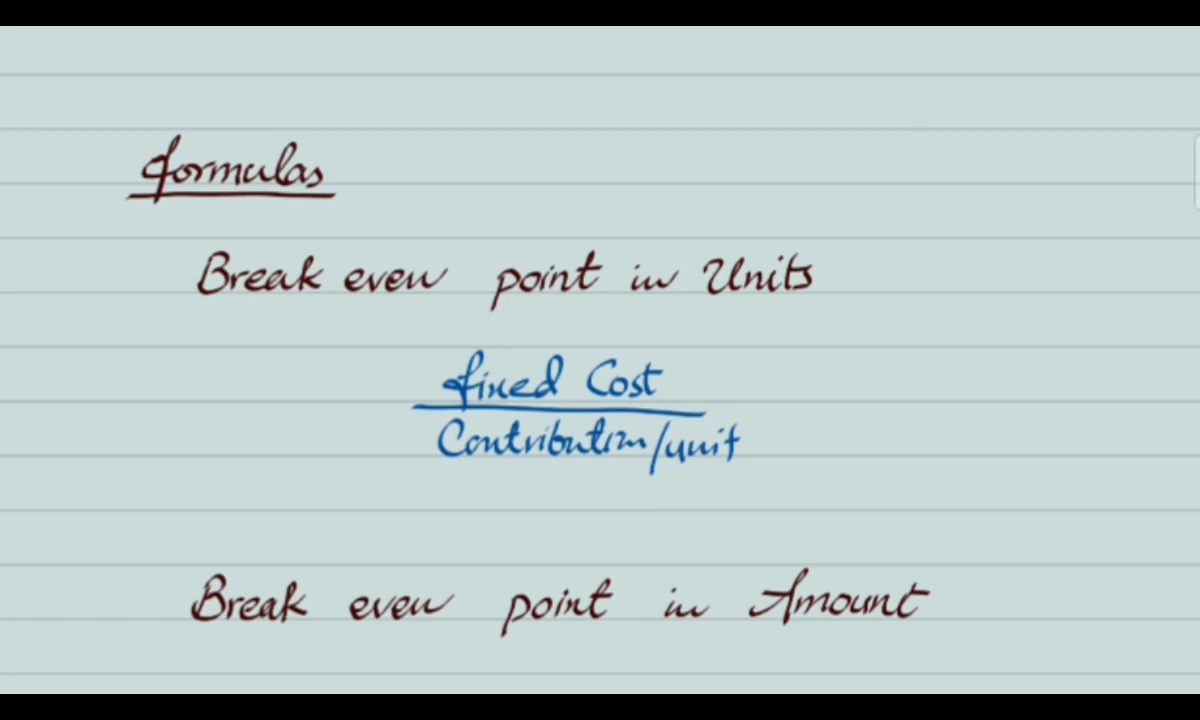 Formulas
Break even point in Units
Fixed Cost
Contribution/unit
Break even point in Amount